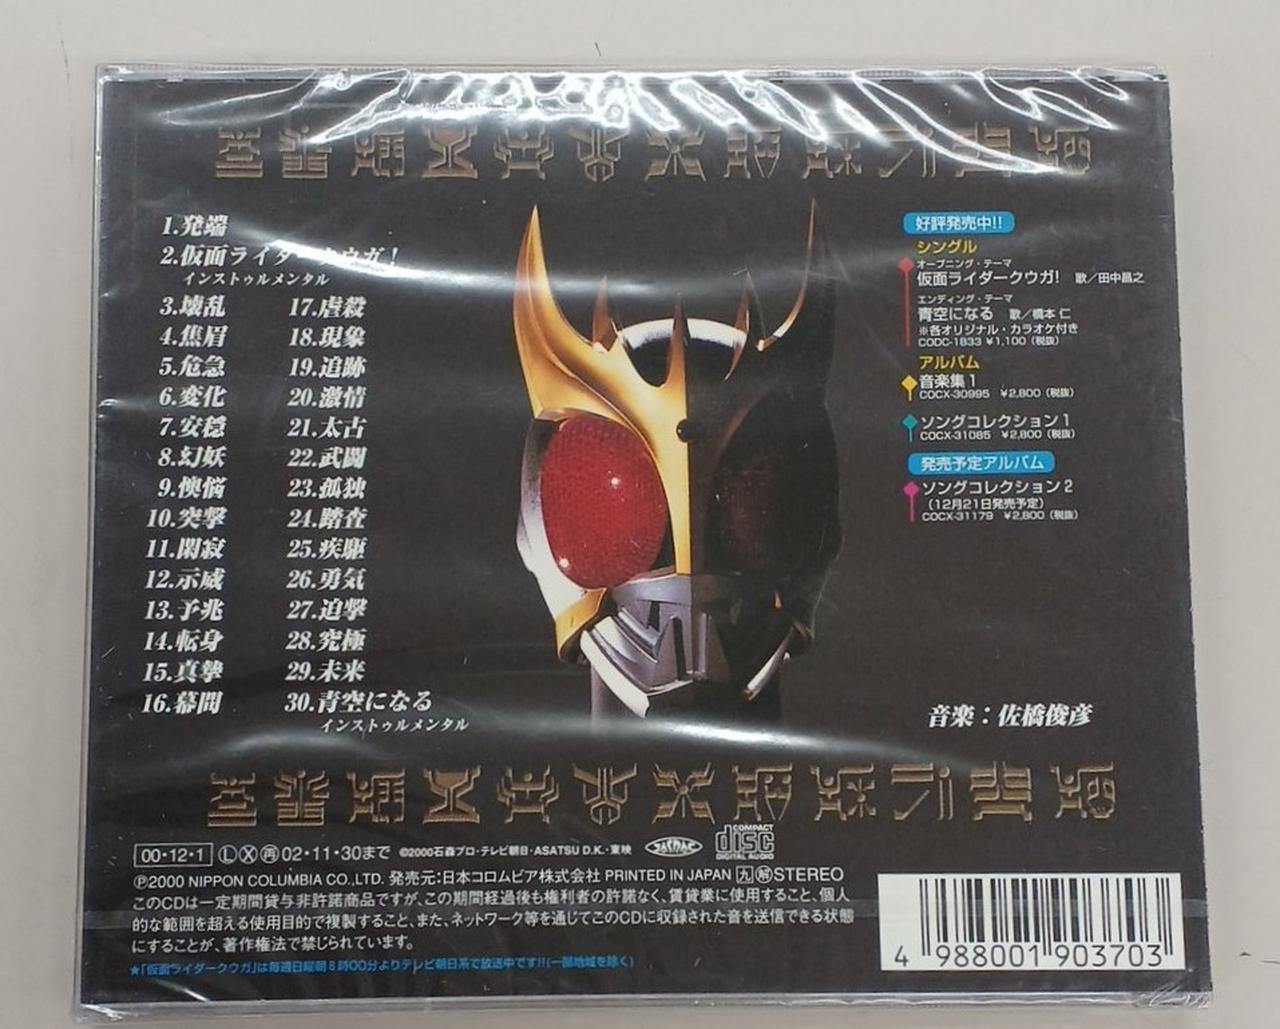 1.発端
2.仮面ライダークウガ!
インストゥルメンタル
3.壊乱
4.焦眉
5.危急
6.変化
7.安穏
8.幻妖
9.懊悩
10.突撃
11.閑寂
12.示威
13.予兆
14.転身
15.真摯
16.幕間
17.虐殺
18.現象
19.追跡
20.激情
21.太古
22.武闘
23.孤独
24.踏査
25.疾駆
26.勇気
27.迫撃
28.究極
29.未来
30.青空になる
インストゥルメンタル
好評発売中!!
シングル
オープニング・テーマ
仮面ライダークウガ! 歌／田中昌之
エンディング・テーマ
青空になる 歌／橋本 仁
※各オリジナル・カラオケ付き
CODC-1833 ¥1,100（税抜）
アルバム
音楽集1
COCX-30995 ¥2,800（税抜）
ソングコレクション1
COCX-31085 ¥2,800（税抜）
発売予定アルバム
ソングコレクション2
（12月21日発売予定）
COCX-31179 ¥2,800（税抜）
音楽：佐橋俊彦
00・12・1 Ⓛ Ⓧ 再 02・11・30まで ©2000石森プロ・テレビ朝日・ASATSU D.K.・東映
COMPACT
disc
DIGITAL AUDIO
℗2000 NIPPON COLUMBIA CO.,LTD. 発売元:日本コロムビア株式会社 PRINTED IN JAPAN 九 解 STEREO
このCDは一定期間貸与非許諾商品ですが、この期間経過後も権利者の許諾なく、賃貸業に使用すること、個人
的な範囲を超える使用目的で複製すること、また、ネットワーク等を通じてこのCDに収録された音を送信できる状態
にすることが、著作権法で禁じられています。
★「仮面ライダークウガ」は毎週日曜朝8時00分よりテレビ朝日系で放送中です!!(一部地域を除く)
4 988001 903703